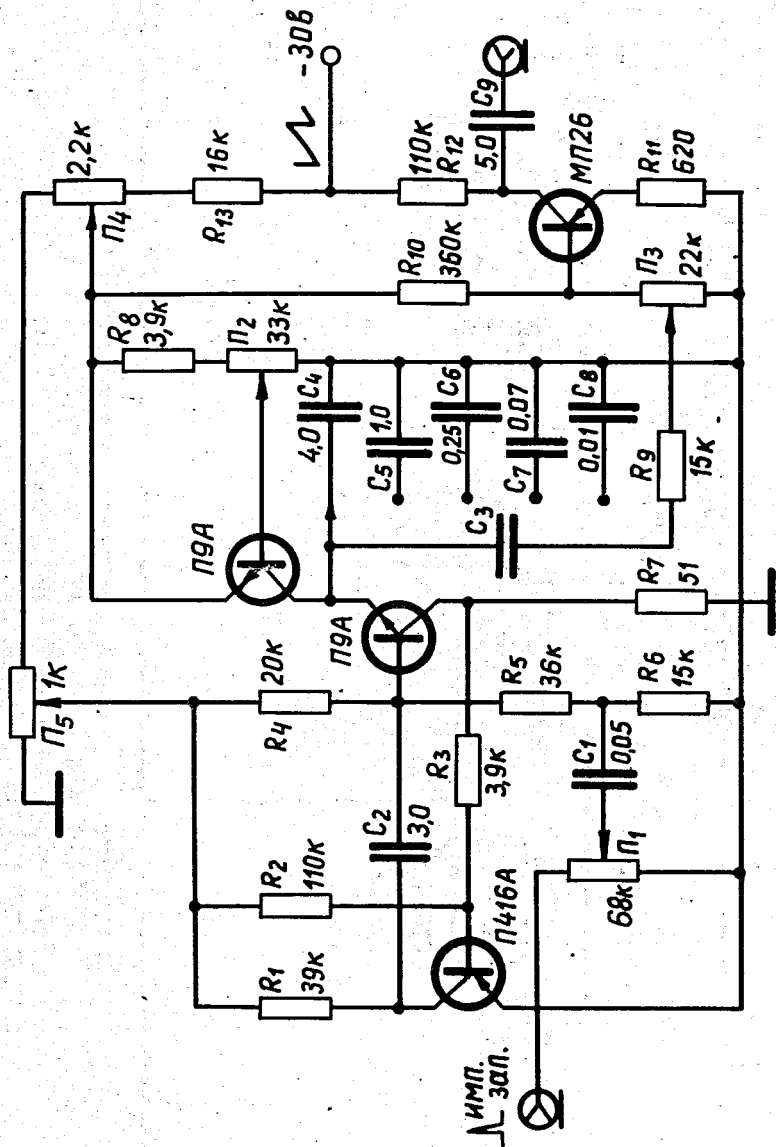 2,2к
П4
16к
R13
-30В
110к
R12
5,0
C9
МП26
R11
620
R10
360к
П3
22к
R8
3,9к
П2
33к
C4
4,0
C5
1,0
C6
0,25
C7
0,07
C8
0,01
C3
R9
15к
П9А
П9А
R7
51
1к
П5
20к
R4
R5
36к
R6
15к
R3
3,9к
C1
0,05
C2
3,0
R2
110к
R1
39к
П416А
П1
68к
имп.
зап.